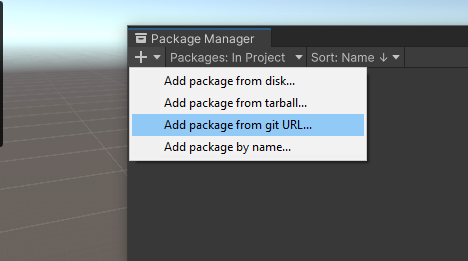 Package Manager
+ Packages: In Project Sort: Name ↓
Add package from disk...
Add package from tarball...
Add package from git URL...
Add package by name...